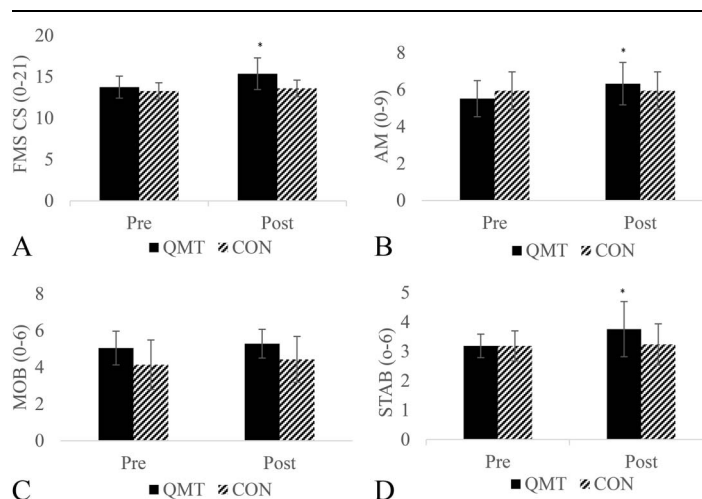 20
15
10
5
0
FMS CS (0-21)
*
Pre
Post
A
QMT
CON
8
6
4
2
0
AM (0-9)
*
Pre
Post
B
QMT
CON
8
6
4
2
0
MOB (0-6)
Pre
Post
C
QMT
CON
5
4
3
2
1
0
STAB (o-6)
*
Pre
Post
D
QMT
CON